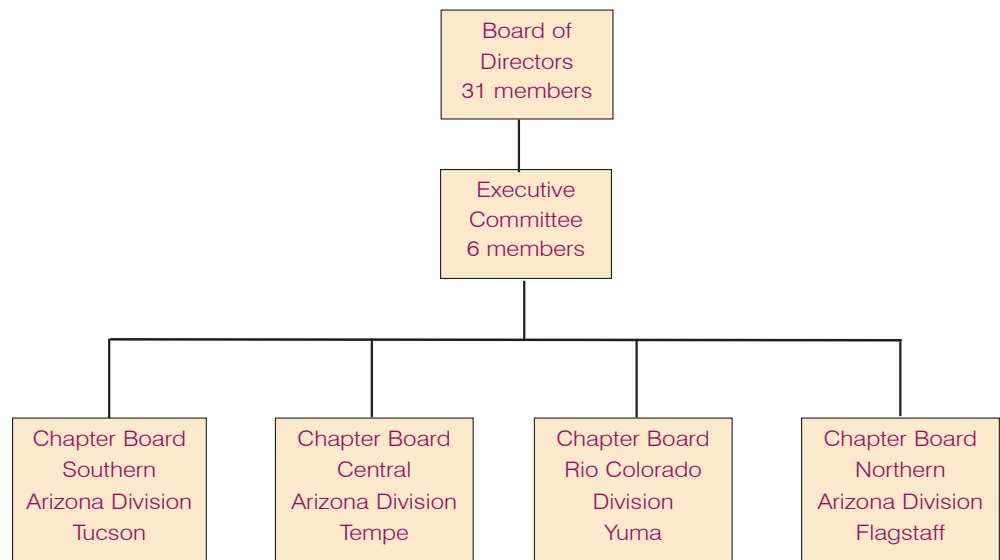 Board of
Directors
31 members
Executive
Committee
6 members
Chapter Board
Southern
Arizona Division
Tucson
Chapter Board
Central
Arizona Division
Tempe
Chapter Board
Rio Colorado
Division
Yuma
Chapter Board
Northern
Arizona Division
Flagstaff